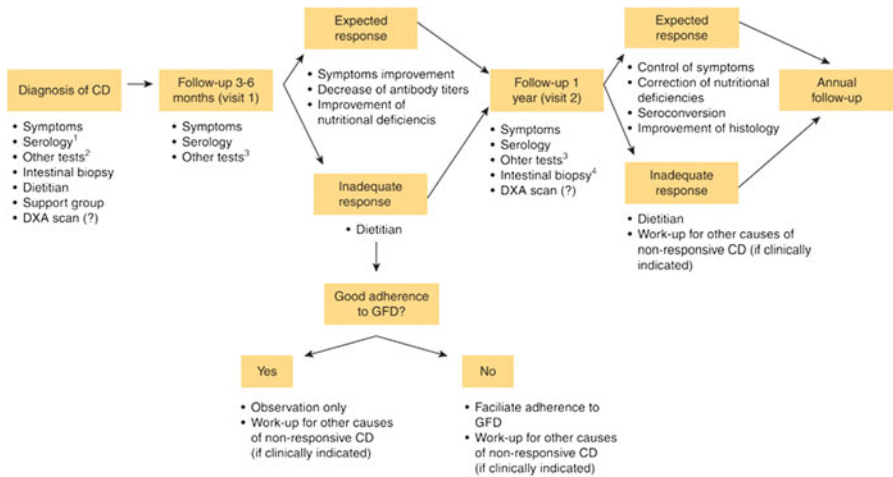 Diagnosis of CD
• Symptoms
• Serology¹
• Other tests²
• Intestinal biopsy
• Dietitian
• Support group
• DXA scan (?)
Follow-up 3-6
months (visit 1)
• Symptoms
• Serology
• Other tests³
Expected
response
• Symptoms improvement
• Decrease of antibody titers
• Improvement of
nutritional deficiencis
Inadequate
response
• Dietitian
Good adherence
to GFD?
Yes
• Observation only
• Work-up for other causes
of non-responsive CD
(if clinically indicated)
No
• Faciliate adherence to
GFD
• Work-up for other causes
of non-responsive CD
(if clinically indicated)
Follow-up 1
year (visit 2)
• Symptoms
• Serology
• Ohter tests³
• Intestinal biopsy⁴
• DXA scan (?)
Expected
response
• Control of symptoms
• Correction of nutritional
deficiencies
• Seroconversion
• Improvement of histology
Inadequate
response
• Dietitian
• Work-up for other causes of
non-responsive CD (if clinically
indicated)
Annual
follow-up